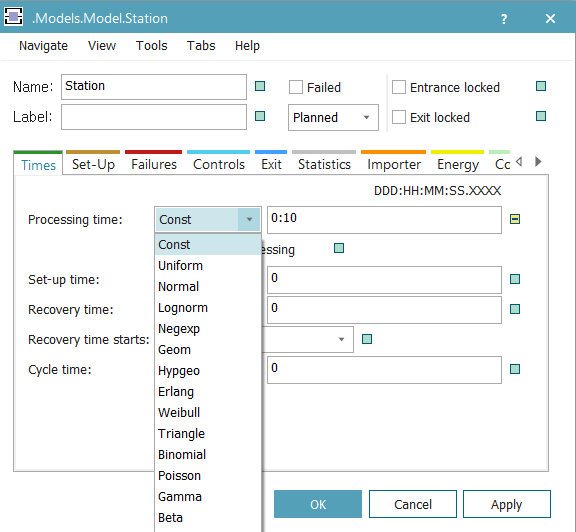 .Models.Model.Station
Navigate View Tools Tabs Help
Name: Station Failed Entrance locked
Label: Planned Exit locked
Times Set-Up Failures Controls Exit Statistics Importer Energy Cc
DDD:HH:MM:SS.XXXX
Processing time: Const 0:10
Const
essing
Uniform
Set-up time: Normal 0
Recovery time: Lognorm 0
Negexp
Recovery time starts: Geom
Cycle time: Hypgeo 0
Erlang
Weibull
Triangle
Binomial
Poisson
Gamma
Beta
OK Cancel Apply